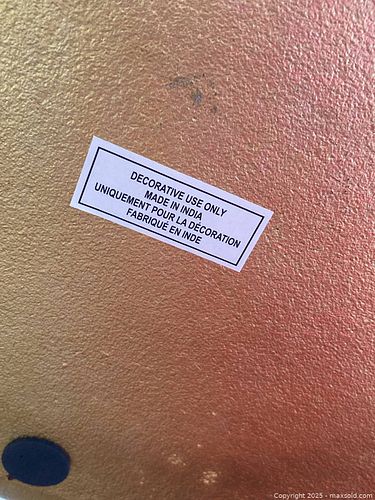 DECORATIVE USE ONLY
MADE IN INDIA
UNIQUEMENT POUR LA DÉCORATION
FABRIQUÉ EN INDE
Copyright 2025 - maxsold.com